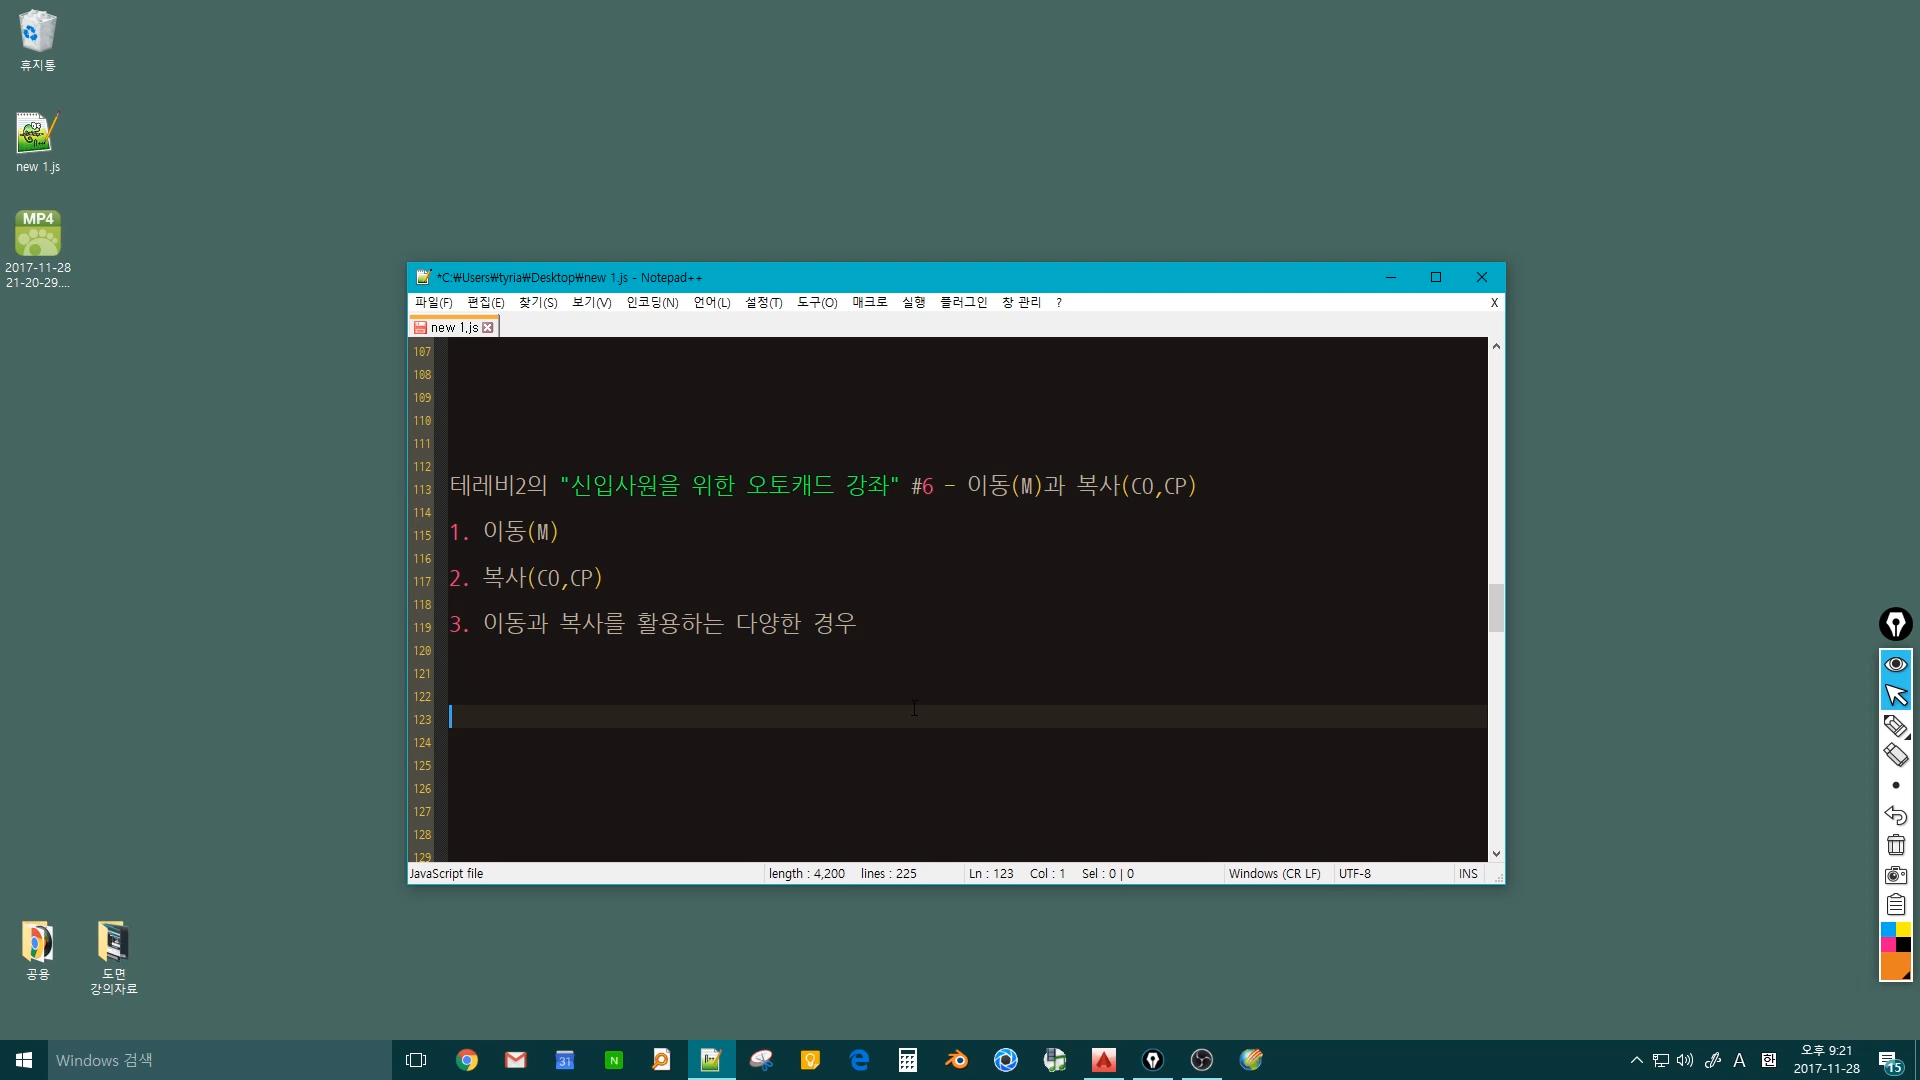 휴지통
new 1.js
MP4
2017-11-28
21-20-29....
*C:₩Users₩tyria₩Desktop₩new 1.js - Notepad++
파일(F) 편집(E) 찾기(S) 보기(V) 인코딩(N) 언어(L) 설정(T) 도구(O) 매크로 실행 플러그인 창 관리 ? X
new 1.js
107
108
109
110
111
112
113 테레비2의 "신입사원을 위한 오토캐드 강좌" #6 - 이동(M)과 복사(CO,CP)
114
115 1. 이동(M)
116
117 2. 복사(CO,CP)
118
119 3. 이동과 복사를 활용하는 다양한 경우
120
121
122
123
124
125
126
127
128
129
JavaScript file length : 4,200 lines : 225 Ln : 123 Col : 1 Sel : 0 | 0 Windows (CR LF) UTF-8 INS
공용
도면
강의자료
Windows 검색
31
N
A
한
오후 9:21
2017-11-28
15